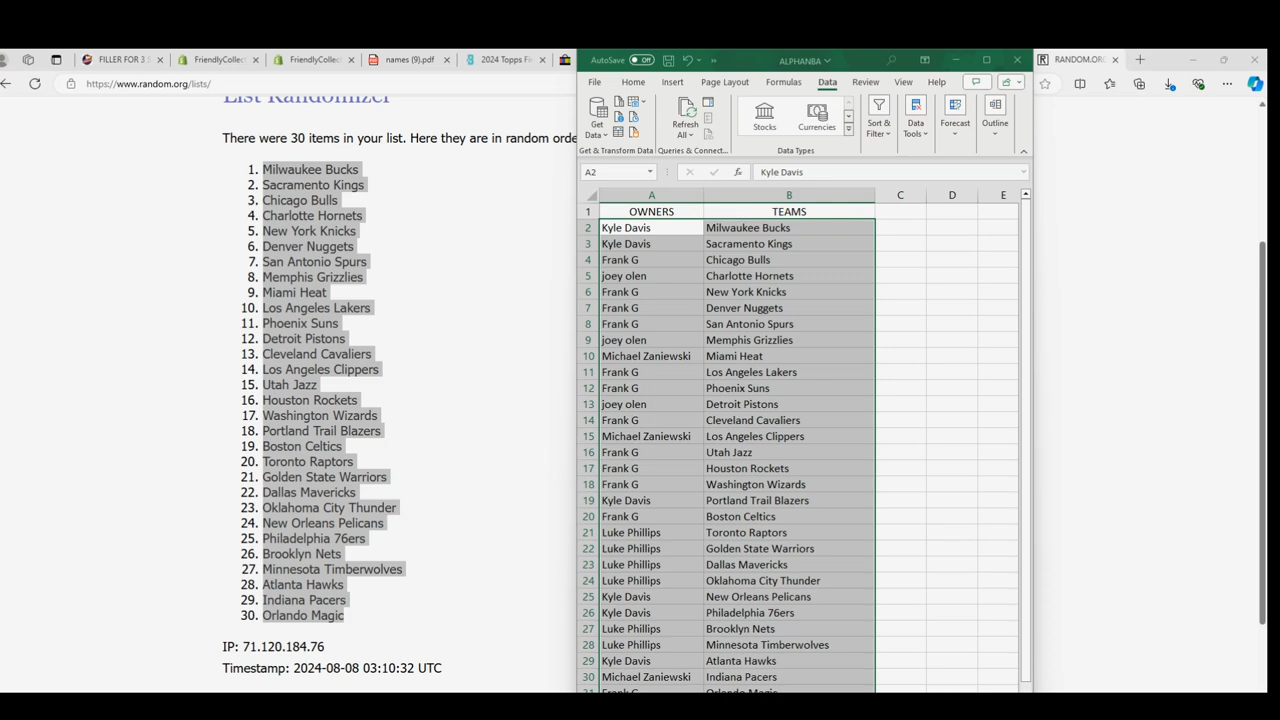 FILLER FOR 3 S
FriendlyCollec
FriendlyCollec
names (9).pdf
2024 Topps Fin
AutoSave Off
ALPHANBA
RANDOM.ORG
https://www.random.org/lists/
File Home Insert Page Layout Formulas Data Review View Help
Get Data
Refresh All
Stocks
Currencies
Sort & Filter
Data Tools
Forecast
Outline
Get & Transform Data
Queries & Connect...
Data Types
A2
fx
Kyle Davis
List Randomizer
There were 30 items in your list. Here they are in random orde
1. Milwaukee Bucks
2. Sacramento Kings
3. Chicago Bulls
4. Charlotte Hornets
5. New York Knicks
6. Denver Nuggets
7. San Antonio Spurs
8. Memphis Grizzlies
9. Miami Heat
10. Los Angeles Lakers
11. Phoenix Suns
12. Detroit Pistons
13. Cleveland Cavaliers
14. Los Angeles Clippers
15. Utah Jazz
16. Houston Rockets
17. Washington Wizards
18. Portland Trail Blazers
19. Boston Celtics
20. Toronto Raptors
21. Golden State Warriors
22. Dallas Mavericks
23. Oklahoma City Thunder
24. New Orleans Pelicans
25. Philadelphia 76ers
26. Brooklyn Nets
27. Minnesota Timberwolves
28. Atlanta Hawks
29. Indiana Pacers
30. Orlando Magic
IP: 71.120.184.76
Timestamp: 2024-08-08 03:10:32 UTC
A B C D E
1 OWNERS TEAMS
2 Kyle Davis Milwaukee Bucks
3 Kyle Davis Sacramento Kings
4 Frank G Chicago Bulls
5 joey olen Charlotte Hornets
6 Frank G New York Knicks
7 Frank G Denver Nuggets
8 Frank G San Antonio Spurs
9 joey olen Memphis Grizzlies
10 Michael Zaniewski Miami Heat
11 Frank G Los Angeles Lakers
12 Frank G Phoenix Suns
13 joey olen Detroit Pistons
14 Frank G Cleveland Cavaliers
15 Michael Zaniewski Los Angeles Clippers
16 Frank G Utah Jazz
17 Frank G Houston Rockets
18 Frank G Washington Wizards
19 Kyle Davis Portland Trail Blazers
20 Frank G Boston Celtics
21 Luke Phillips Toronto Raptors
22 Luke Phillips Golden State Warriors
23 Luke Phillips Dallas Mavericks
24 Luke Phillips Oklahoma City Thunder
25 Kyle Davis New Orleans Pelicans
26 Kyle Davis Philadelphia 76ers
27 Luke Phillips Brooklyn Nets
28 Luke Phillips Minnesota Timberwolves
29 Kyle Davis Atlanta Hawks
30 Michael Zaniewski Indiana Pacers
31 Frank G Orlando Magic